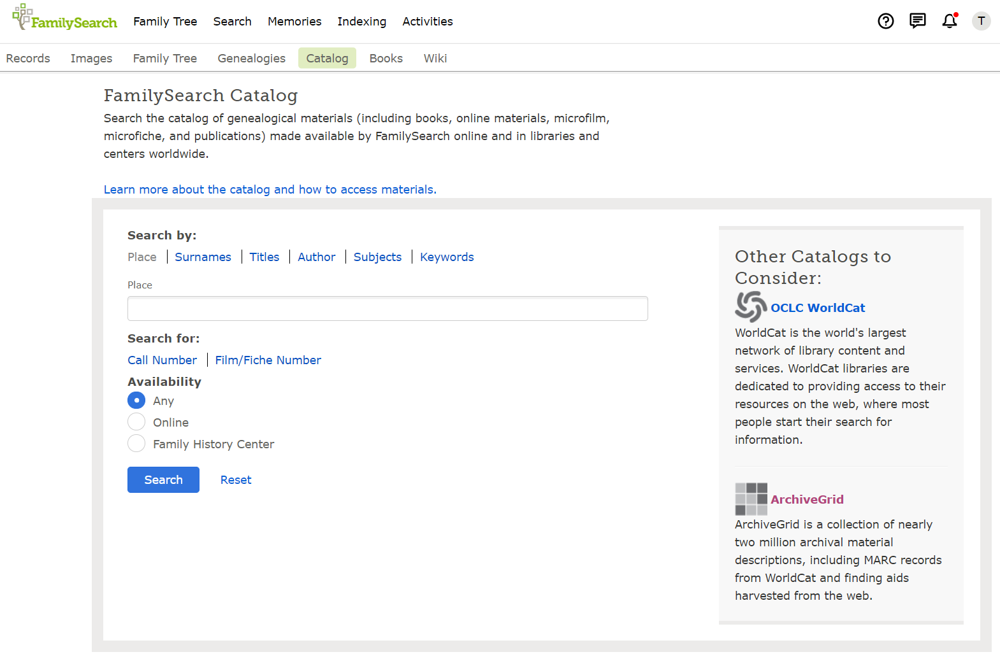 FamilySearch
Family Tree
Search
Memories
Indexing
Activities
T
Records
Images
Family Tree
Genealogies
Catalog
Books
Wiki
FamilySearch Catalog
Search the catalog of genealogical materials (including books, online materials, microfilm,
microfiche, and publications) made available by FamilySearch online and in libraries and
centers worldwide.
Learn more about the catalog and how to access materials.
Search by:
Place
Surnames
Titles
Author
Subjects
Keywords
Place
Search for:
Call Number
Film/Fiche Number
Availability
Any
Online
Family History Center
Search
Reset
Other Catalogs to
Consider:
OCLC WorldCat
WorldCat is the world's largest
network of library content and
services. WorldCat libraries are
dedicated to providing access to their
resources on the web, where most
people start their search for
information.
ArchiveGrid
ArchiveGrid is a collection of nearly
two million archival material
descriptions, including MARC records
from WorldCat and finding aids
harvested from the web.